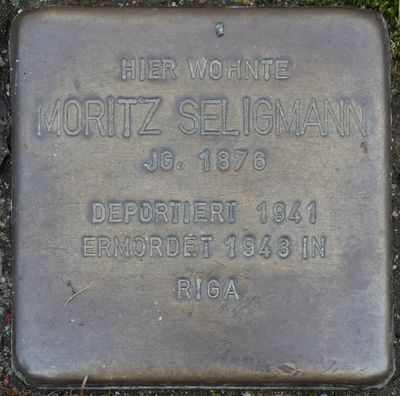 HIER WOHNTE
MORITZ SELIGMANN
JG. 1876
DEPORTIERT 1941
ERMORDET 1943 IN
RIGA